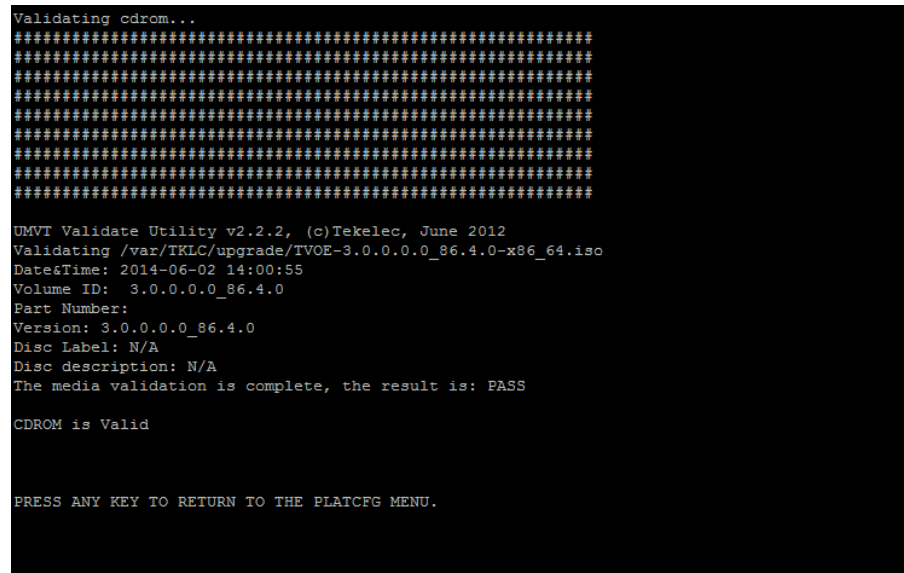 Validating cdrom...
############################################################
############################################################
############################################################
############################################################
############################################################
############################################################
############################################################
############################################################
############################################################
UMVT Validate Utility v2.2.2, (c)Tekelec, June 2012
Validating /var/TKLC/upgrade/TVOE-3.0.0.0.0_86.4.0-x86_64.iso
Date&Time: 2014-06-02 14:00:55
Volume ID:  3.0.0.0.0_86.4.0
Part Number:
Version: 3.0.0.0.0_86.4.0
Disc Label: N/A
Disc description: N/A
The media validation is complete, the result is: PASS
CDROM is Valid
PRESS ANY KEY TO RETURN TO THE PLATCFG MENU.